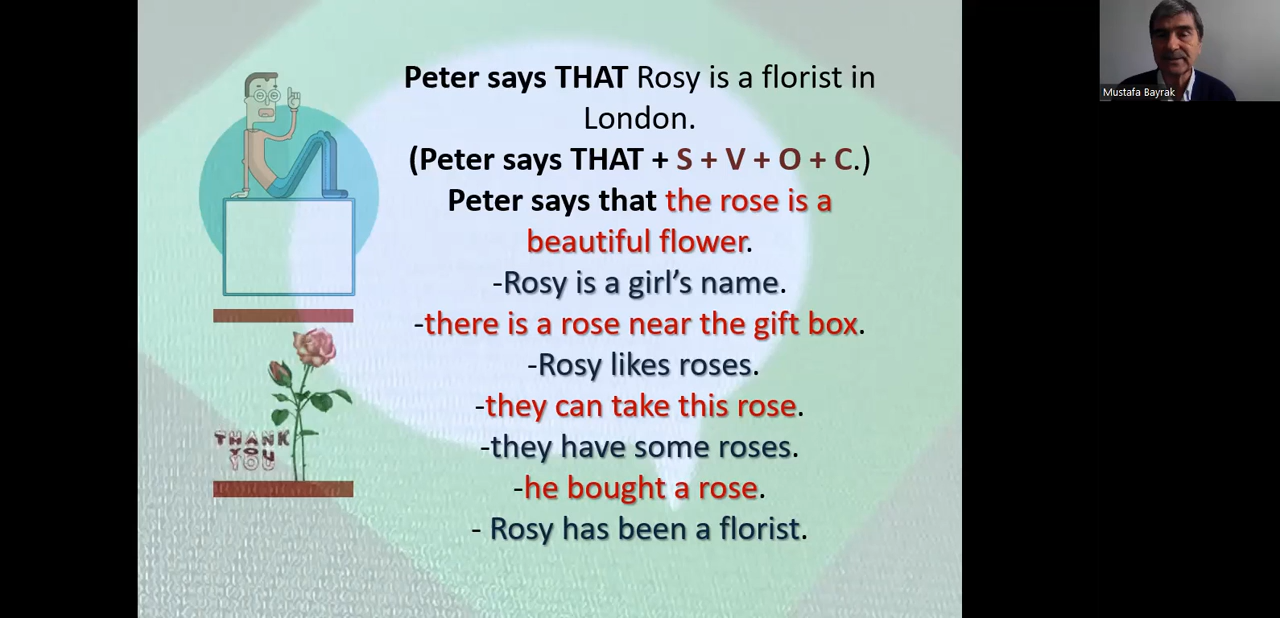 Peter says THAT Rosy is a florist in
London.
(Peter says THAT + S + V + O + C.)
Peter says that the rose is a
beautiful flower.
-Rosy is a girl’s name.
-there is a rose near the gift box.
-Rosy likes roses.
-they can take this rose.
-they have some roses.
-he bought a rose.
- Rosy has been a florist.
THANK
YOU
YOU
Mustafa Bayrak